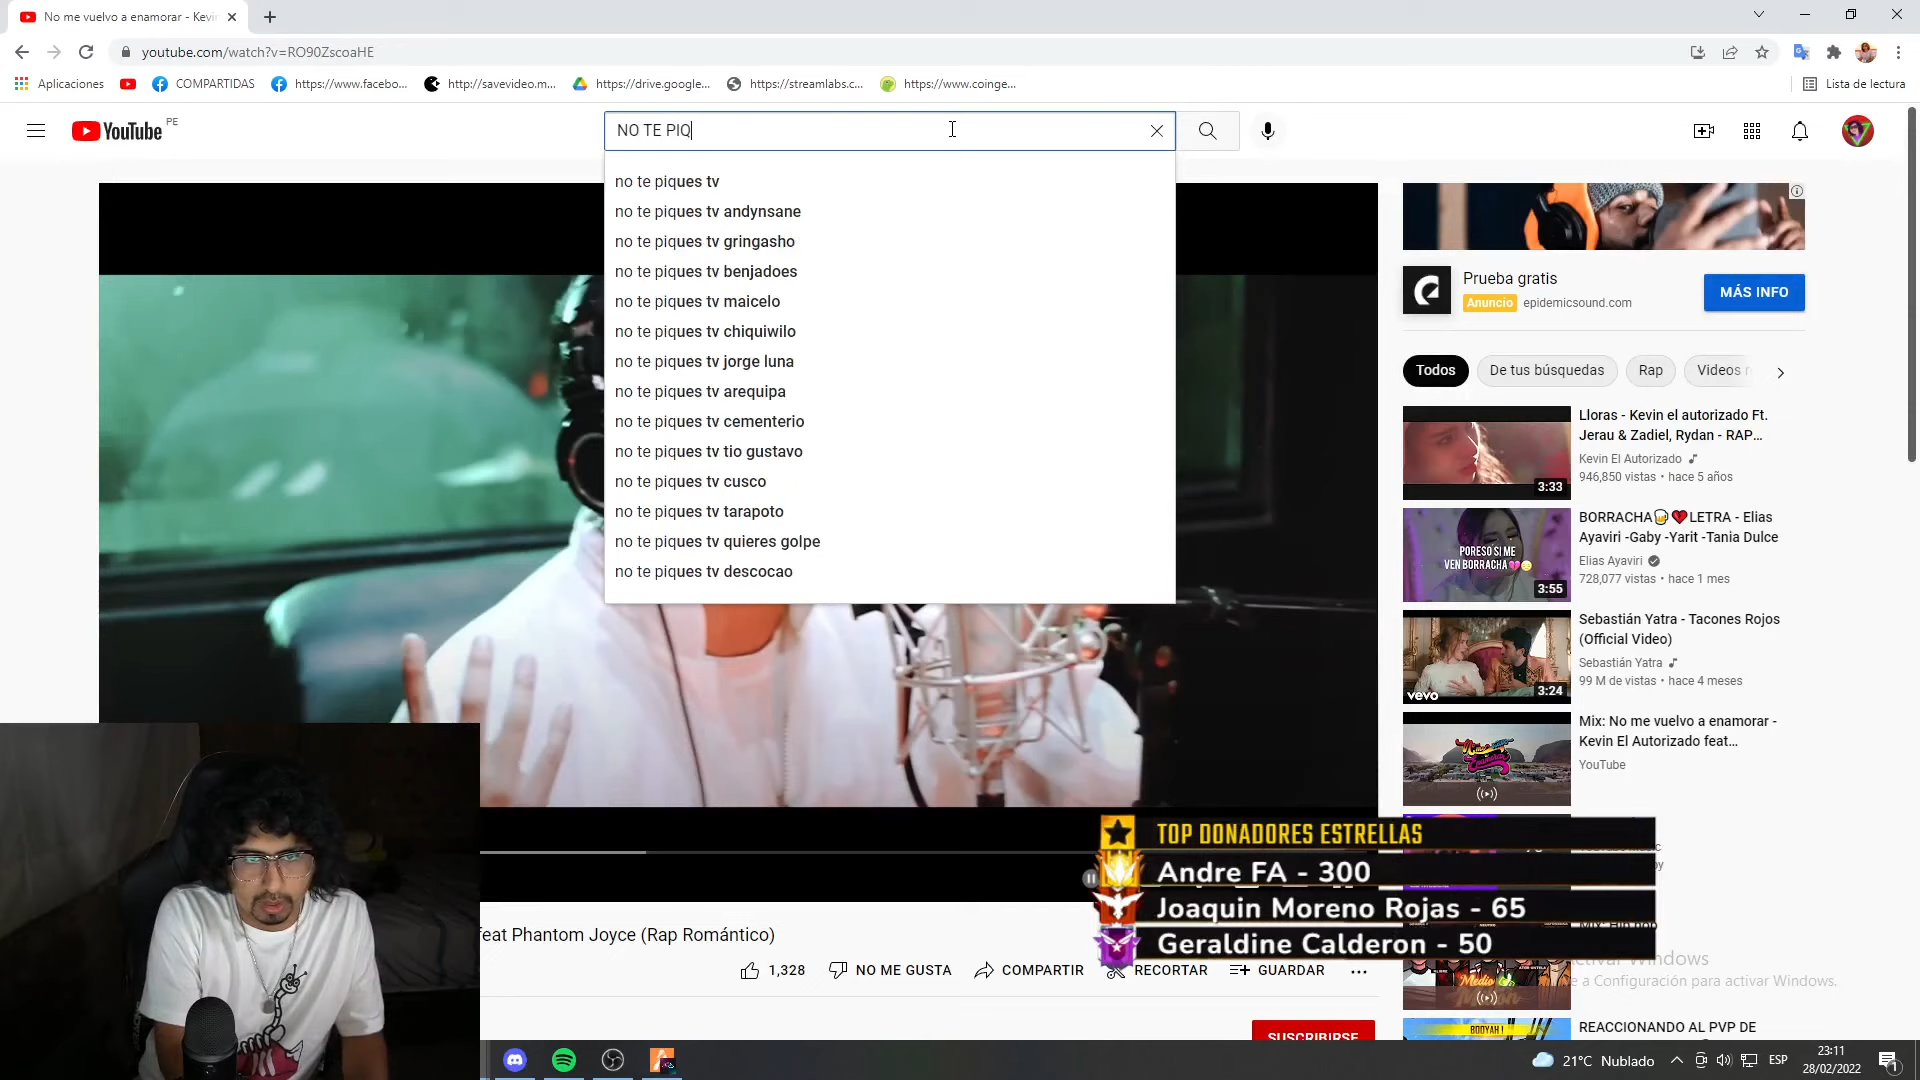 No me vuelvo a enamorar - Kevin
youtube.com/watch?v=RO90ZscoaHE
Aplicaciones
COMPARTIDAS
https://www.facebo...
http://savevideo.m...
https://drive.google...
https://streamlabs.c...
https://www.coinge...
Lista de lectura
YouTube PE
NO TE PIQ
no te piques tv
no te piques tv andynsane
no te piques tv gringasho
no te piques tv benjadoes
no te piques tv maicelo
no te piques tv chiquiwilo
no te piques tv jorge luna
no te piques tv arequipa
no te piques tv cementerio
no te piques tv tio gustavo
no te piques tv cusco
no te piques tv tarapoto
no te piques tv quieres golpe
no te piques tv descocao
Prueba gratis
Anuncio epidemicsound.com
MÁS INFO
Todos
De tus búsquedas
Rap
Videos
Lloras - Kevin el autorizado Ft.
Jerau & Zadiel, Rydan - RAP...
Kevin El Autorizado
946,850 vistas • hace 5 años
3:33
BORRACHA🍺💔LETRA - Elias
Ayaviri -Gaby -Yarit -Tania Dulce
Elias Ayaviri
728,077 vistas • hace 1 mes
PORESO SI ME
VEN BORRACHA💔😔
3:55
Sebastián Yatra - Tacones Rojos
(Official Video)
Sebastián Yatra
99 M de vistas • hace 4 meses
vevo
3:24
Mix: No me vuelvo a enamorar -
Kevin El Autorizado feat...
YouTube
TOP DONADORES ESTRELLAS
Andre FA - 300
Joaquin Moreno Rojas - 65
Geraldine Calderon - 50
feat Phantom Joyce (Rap Romántico)
1,328
NO ME GUSTA
COMPARTIR
RECORTAR
GUARDAR
SUSCRIBIRSE
Activar Windows
Ve a Configuración para activar Windows.
Medio
BOOYAH !
REACCIONANDO AL PVP DE
21°C Nublado
ESP
23:11
28/02/2022
1